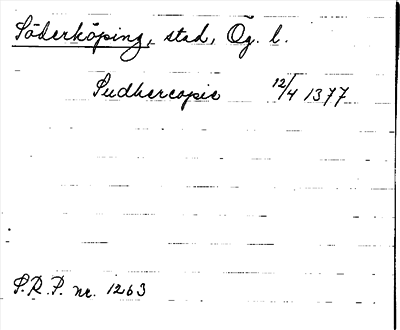 Söderköping, stad, Ög. l.
Sudhercopie 12/4 1377
S.R.P. nr. 1263